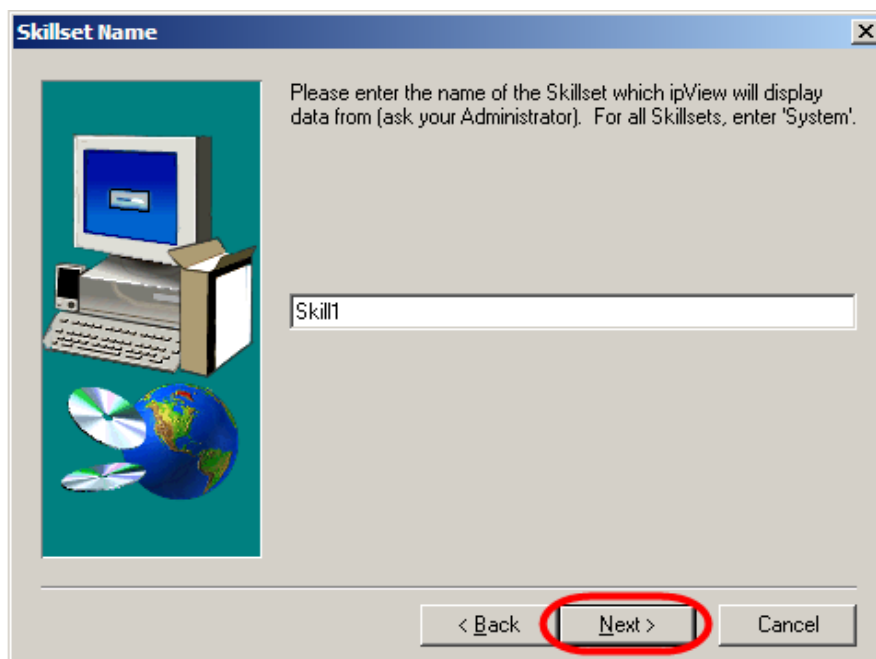 Skillset Name
Please enter the name of the Skillset which ipView will display
data from (ask your Administrator).  For all Skillsets, enter 'System'.
Skill1
< Back
Next >
Cancel